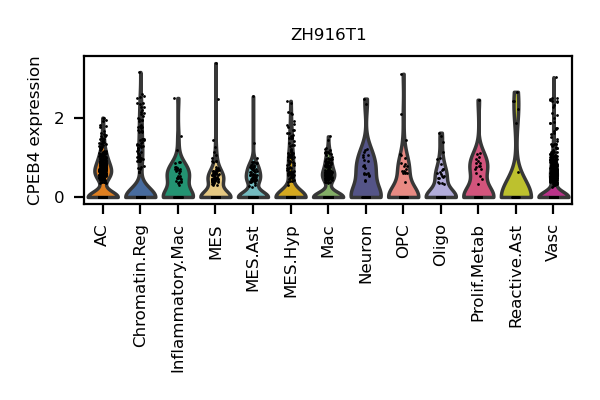 ZH916T1
CPEB4 expression
2
0
AC
Chromatin.Reg
Inflammatory.Mac
MES
MES.Ast
MES.Hyp
Mac
Neuron
OPC
Oligo
Prolif.Metab
Reactive.Ast
Vasc